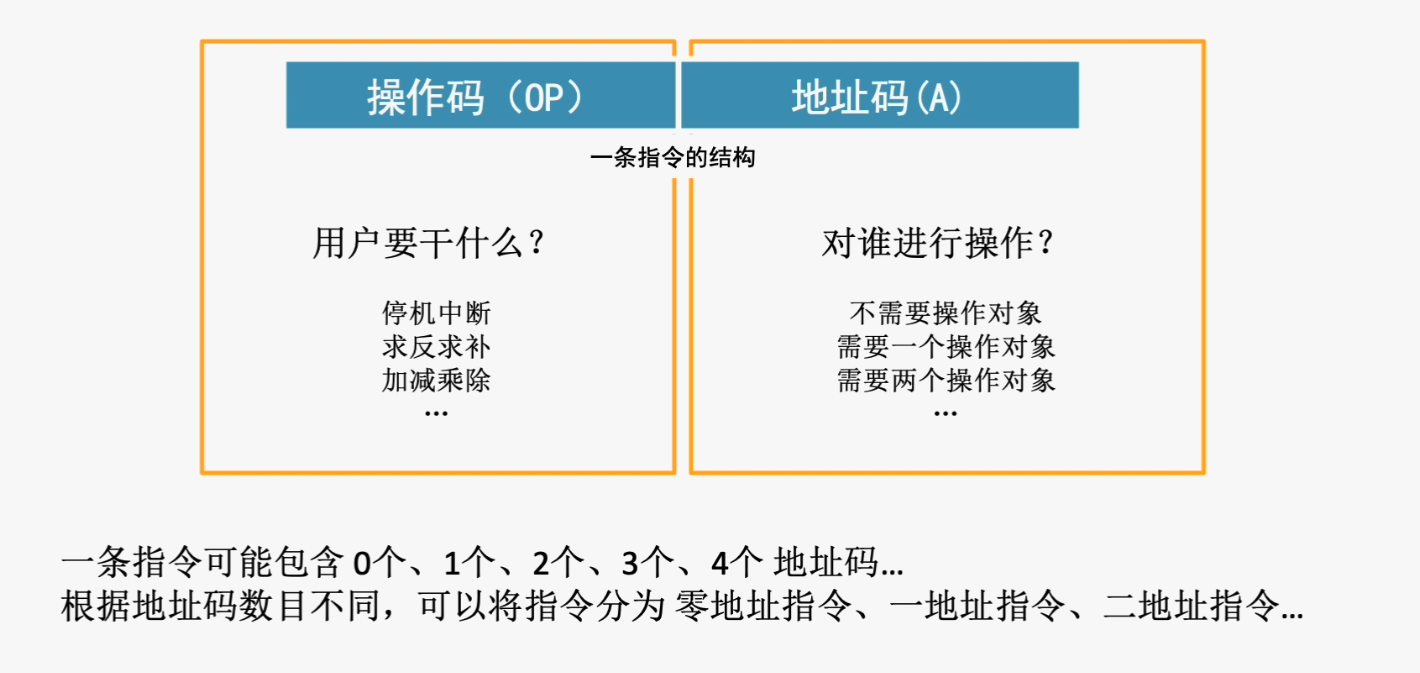 操作码（OP）
地址码(A)
一条指令的结构
用户要干什么？
停机中断
求反求补
加减乘除
…
对谁进行操作？
不需要操作对象
需要一个操作对象
需要两个操作对象
…
一条指令可能包含 0个、1个、2个、3个、4个 地址码…
根据地址码数目不同，可以将指令分为 零地址指令、一地址指令、二地址指令…